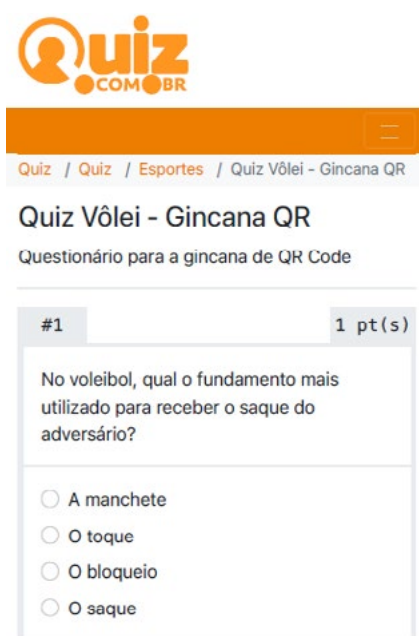 Quiz
.COM.BR
Quiz / Quiz / Esportes / Quiz Vôlei - Gincana QR
Quiz Vôlei - Gincana QR
Questionário para a gincana de QR Code
#1 1 pt(s)
No voleibol, qual o fundamento mais
utilizado para receber o saque do
adversário?
A manchete
O toque
O bloqueio
O saque